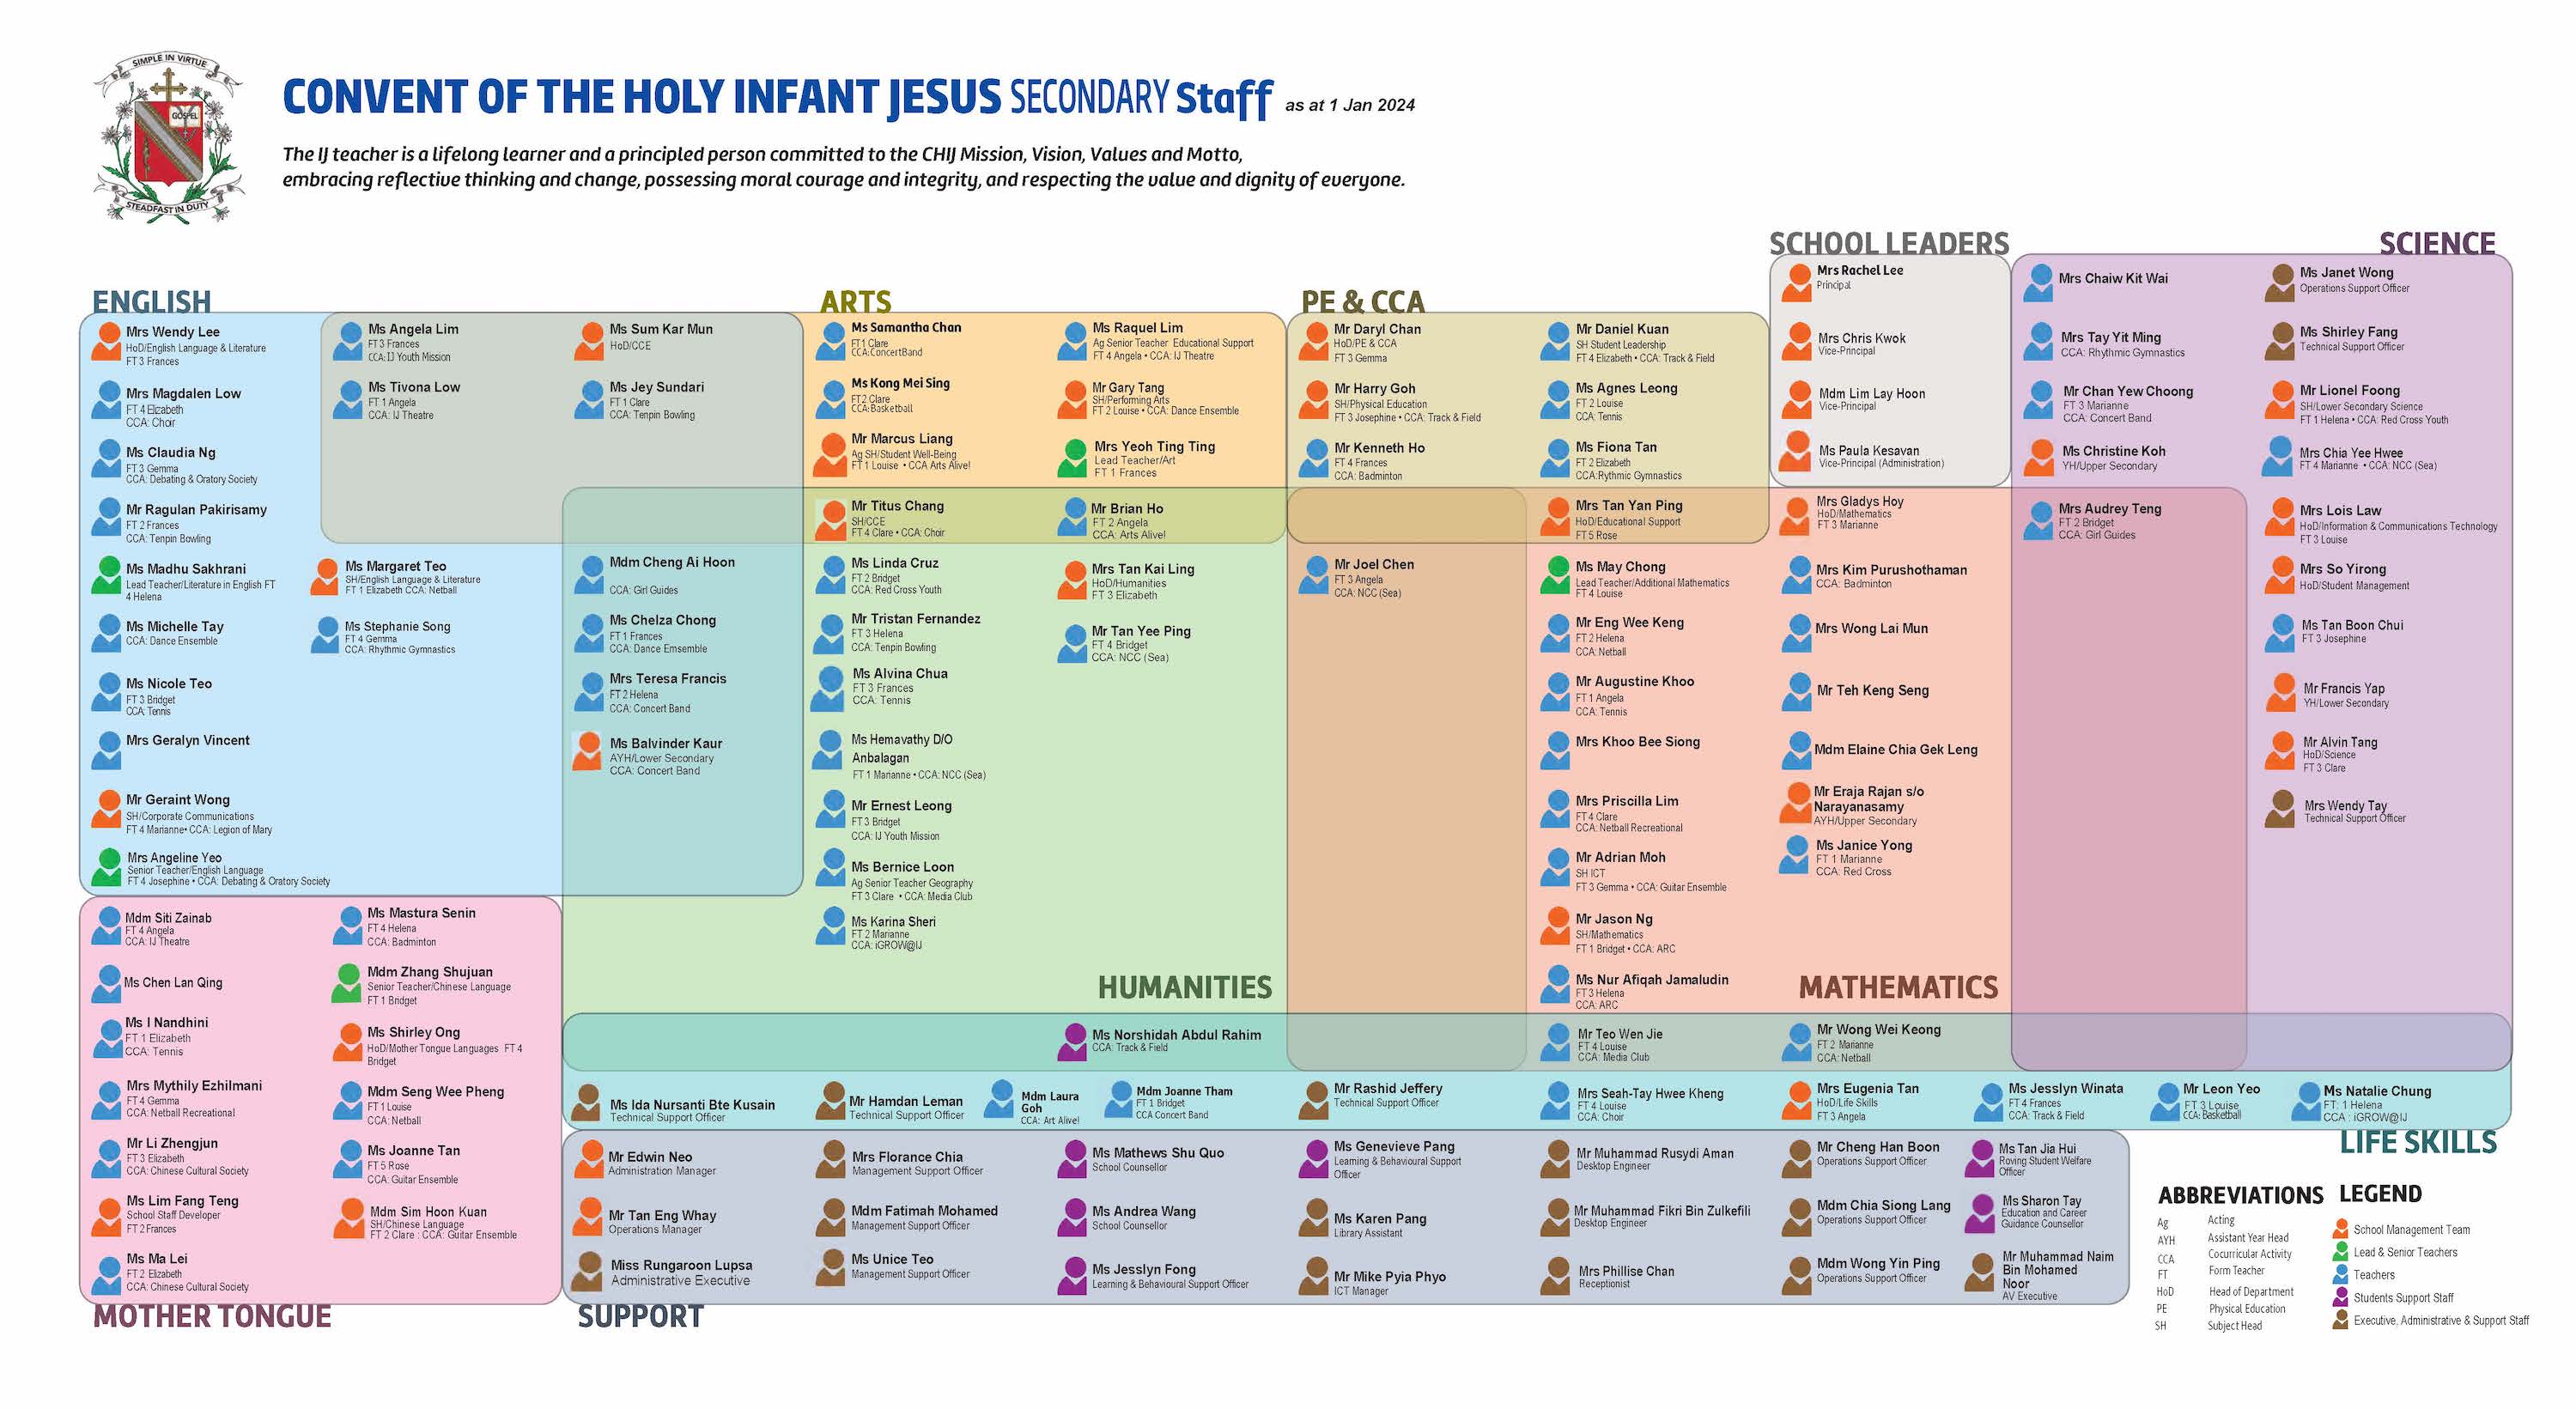 SIMPLE IN VIRTUE
GOSPEL
STEADFAST IN DUTY
CONVENT OF THE HOLY INFANT JESUS SECONDARY Staff as at 1 Jan 2024
The IJ teacher is a lifelong learner and a principled person committed to the CHIJ Mission, Vision, Values and Motto,
embracing reflective thinking and change, possessing moral courage and integrity, and respecting the value and dignity of everyone.
ENGLISH
Mrs Wendy Lee
HoD/English Language & Literature
FT 3 Frances
Mrs Magdalen Low
FT 4 Elizabeth
CCA: Choir
Ms Claudia Ng
FT 3 Gemma
CCA: Debating & Oratory Society
Mr Ragulan Pakirisamy
FT 2 Frances
CCA: Tenpin Bowling
Ms Madhu Sakhrani
Lead Teacher/Literature in English FT
4 Helena
Ms Michelle Tay
CCA: Dance Ensemble
Ms Nicole Teo
FT 3 Bridget
CCA: Tennis
Mrs Geralyn Vincent
Mr Geraint Wong
SH/Corporate Communications
FT 4 Marianne• CCA: Legion of Mary
Mrs Angeline Yeo
Senior Teacher/English Language
FT 4 Josephine • CCA: Debating & Oratory Society
Ms Margaret Teo
SH/English Language & Literature
FT 1 Elizabeth CCA: Netball
Ms Stephanie Song
FT 4 Gemma
CCA: Rhythmic Gymnastics
Ms Angela Lim
FT 3 Frances
CCA: IJ Youth Mission
Ms Tivona Low
FT 1 Angela
CCA: IJ Theatre
Ms Sum Kar Mun
HoD/CCE
Ms Jey Sundari
FT 1 Clare
CCA: Tenpin Bowling
Mdm Cheng Ai Hoon
CCA: Girl Guides
Ms Chelza Chong
FT 1 Frances
CCA: Dance Emsemble
Mrs Teresa Francis
FT 2 Helena
CCA: Concert Band
Ms Balvinder Kaur
AYH/Lower Secondary
CCA: Concert Band
ARTS
Ms Samantha Chan
FT1 Clare
CCA:ConcertBand
Ms Kong Mei Sing
FT2 Clare
CCA:Basketball
Mr Marcus Liang
Ag SH/Student Well-Being
FT 1 Louise • CCA Arts Alive!
Ms Raquel Lim
Ag Senior Teacher Educational Support
FT 4 Angela • CCA: IJ Theatre
Mr Gary Tang
SH/Performing Arts
FT 2 Louise • CCA: Dance Ensemble
Mrs Yeoh Ting Ting
Lead Teacher/Art
FT 1 Frances
Mr Titus Chang
SH/CCE
FT 4 Clare • CCA: Choir
Mr Brian Ho
FT 2 Angela
CCA: Arts Alive!
Ms Linda Cruz
FT 2 Bridget
CCA: Red Cross Youth
Mr Tristan Fernandez
FT 3 Helena
CCA: Tenpin Bowling
Ms Alvina Chua
FT 3 Frances
CCA: Tennis
Ms Hemavathy D/O
Anbalagan
FT 1 Marianne • CCA: NCC (Sea)
Mr Ernest Leong
FT 3 Bridget
CCA: IJ Youth Mission
Ms Bernice Loon
Ag Senior Teacher Geography
FT 3 Clare • CCA: Media Club
Ms Karina Sheri
FT 2 Marianne
CCA: iGROW@IJ
Mrs Tan Kai Ling
HoD/Humanities
FT 3 Elizabeth
Mr Tan Yee Ping
FT 4 Bridget
CCA: NCC (Sea)
HUMANITIES
PE & CCA
Mr Daryl Chan
HoD/PE & CCA
FT 3 Gemma
Mr Harry Goh
SH/Physical Education
FT 3 Josephine • CCA: Track & Field
Mr Kenneth Ho
FT 4 Frances
CCA: Badminton
Mr Daniel Kuan
SH Student Leadership
FT 4 Elizabeth • CCA: Track & Field
Ms Agnes Leong
FT 2 Louise
CCA: Tennis
Ms Fiona Tan
FT 2 Elizabeth
CCA:Rythmic Gymnastics
Mrs Tan Yan Ping
HoD/Educational Support
FT 5 Rose
Mr Joel Chen
FT 3 Angela
CCA: NCC (Sea)
Ms May Chong
Lead Teacher/Additional Mathematics
FT 4 Louise
Mr Eng Wee Keng
FT 2 Helena
CCA: Netball
Mr Augustine Khoo
FT 1 Angela
CCA: Tennis
Mrs Khoo Bee Siong
Mrs Priscilla Lim
FT 4 Clare
CCA: Netball Recreational
Mr Adrian Moh
SH ICT
FT 3 Gemma • CCA: Guitar Ensemble
Mr Jason Ng
SH/Mathematics
FT 1 Bridget • CCA: ARC
Ms Nur Afiqah Jamaludin
FT 3 Helena
CCA: ARC
SCHOOL LEADERS
Mrs Rachel Lee
Principal
Mrs Chris Kwok
Vice-Principal
Mdm Lim Lay Hoon
Vice-Principal
Ms Paula Kesavan
Vice-Principal (Administration)
Mrs Gladys Hoy
HoD/Mathematics
FT 3 Marianne
Mrs Kim Purushothaman
CCA: Badminton
Mrs Wong Lai Mun
Mr Teh Keng Seng
Mdm Elaine Chia Gek Leng
Mr Eraja Rajan s/o
Narayanasamy
AYH/Upper Secondary
Ms Janice Yong
FT 1 Marianne
CCA: Red Cross
MATHEMATICS
SCIENCE
Mrs Chaiw Kit Wai
Mrs Tay Yit Ming
CCA: Rhythmic Gymnastics
Mr Chan Yew Choong
FT 3 Marianne
CCA: Concert Band
Ms Christine Koh
YH/Upper Secondary
Mrs Audrey Teng
FT 2 Bridget
CCA: Girl Guides
Ms Janet Wong
Operations Support Officer
Ms Shirley Fang
Technical Support Officer
Mr Lionel Foong
SH/Lower Secondary Science
FT 1 Helena • CCA: Red Cross Youth
Mrs Chia Yee Hwee
FT 4 Marianne • CCA: NCC (Sea)
Mrs Lois Law
HoD/Information & Communications Technology
FT 3 Louise
Mrs So Yirong
HoD/Student Management
Ms Tan Boon Chui
FT 3 Josephine
Mr Francis Yap
YH/Lower Secondary
Mr Alvin Tang
HoD/Science
FT 3 Clare
Mrs Wendy Tay
Technical Support Officer
Mdm Siti Zainab
FT 4 Angela
CCA: IJ Theatre
Ms Chen Lan Qing
Ms I Nandhini
FT 1 Elizabeth
CCA: Tennis
Mrs Mythily Ezhilmani
FT 4 Gemma
CCA: Netball Recreational
Mr Li Zhengjun
FT 3 Elizabeth
CCA: Chinese Cultural Society
Ms Lim Fang Teng
School Staff Developer
FT 2 Frances
Ms Ma Lei
FT 2 Elizabeth
CCA: Chinese Cultural Society
Ms Mastura Senin
FT 4 Helena
CCA: Badminton
Mdm Zhang Shujuan
Senior Teacher/Chinese Language
FT 1 Bridget
Ms Shirley Ong
HoD/Mother Tongue Languages FT 4
Bridget
Mdm Seng Wee Pheng
FT 1 Louise
CCA: Netball
Ms Joanne Tan
FT 5 Rose
CCA: Guitar Ensemble
Mdm Sim Hoon Kuan
SH/Chinese Language
FT 2 Clare : CCA: Guitar Ensemble
MOTHER TONGUE
Ms Norshidah Abdul Rahim
CCA: Track & Field
Mr Teo Wen Jie
FT 4 Louise
CCA: Media Club
Mr Wong Wei Keong
FT 2 Marianne
CCA: Netball
Ms Ida Nursanti Bte Kusain
Technical Support Officer
Mr Hamdan Leman
Technical Support Officer
Mdm Laura
Goh
CCA: Art Alive!
Mdm Joanne Tham
FT 1 Bridget
CCA Concert Band
Mr Rashid Jeffery
Technical Support Officer
Mrs Seah-Tay Hwee Kheng
FT 4 Louise
CCA: Choir
Mrs Eugenia Tan
HoD/Life Skills
FT 3 Angela
Ms Jesslyn Winata
FT 4 Frances
CCA: Track & Field
Mr Leon Yeo
FT 3 Louise
CCA: Basketball
Ms Natalie Chung
FT: 1 Helena
CCA : iGROW@IJ
LIFE SKILLS
Mr Edwin Neo
Administration Manager
Mr Tan Eng Whay
Operations Manager
Miss Rungaroon Lupsa
Administrative Executive
Mrs Florance Chia
Management Support Officer
Mdm Fatimah Mohamed
Management Support Officer
Ms Unice Teo
Management Support Officer
Ms Mathews Shu Quo
School Counsellor
Ms Andrea Wang
School Counsellor
Ms Jesslyn Fong
Learning & Behavioural Support Officer
Ms Genevieve Pang
Learning & Behavioural Support
Officer
Ms Karen Pang
Library Assistant
Mr Mike Pyia Phyo
ICT Manager
Mr Muhammad Rusydi Aman
Desktop Engineer
Mr Muhammad Fikri Bin Zulkefili
Desktop Engineer
Mrs Phillise Chan
Receptionist
Mr Cheng Han Boon
Operations Support Officer
Mdm Chia Siong Lang
Operations Support Officer
Mdm Wong Yin Ping
Operations Support Officer
Ms Tan Jia Hui
Roving Student Welfare
Officer
Ms Sharon Tay
Education and Career
Guidance Counsellor
Mr Muhammad Naim
Bin Mohamed
Noor
AV Executive
SUPPORT
ABBREVIATIONS
Ag Acting
AYH Assistant Year Head
CCA Cocurricular Activity
FT Form Teacher
HoD Head of Department
PE Physical Education
SH Subject Head
LEGEND
School Management Team
Lead & Senior Teachers
Teachers
Students Support Staff
Executive, Administrative & Support Staff